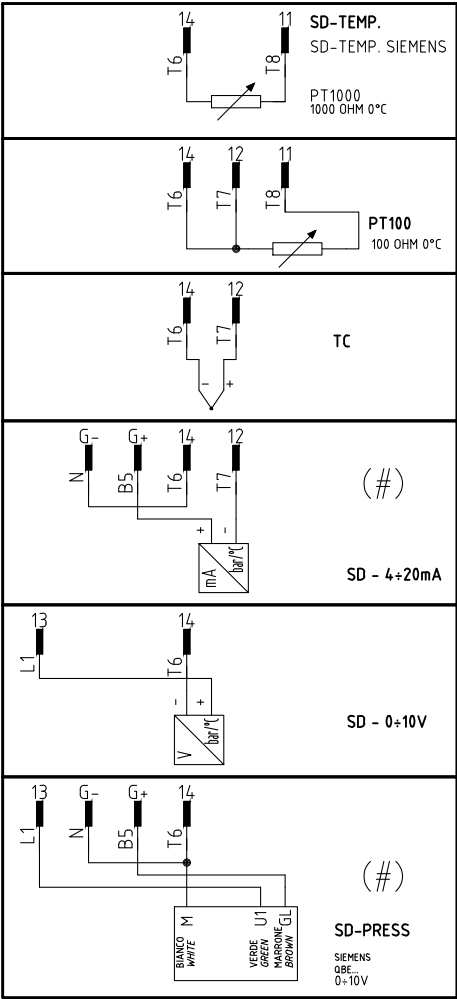 14 11 SD-TEMP.
SD-TEMP. SIEMENS
T6 T8
PT1000
1000 OHM 0°C
14 12 11
T6 T7 T8
PT100
100 OHM 0°C
14 12
T6 T7
TC
- +
G- G+ 14 12
N B5 T6 T7
(#)
+ -
mA bar/°C
SD - 4÷20mA
13 14
L1 T6
- +
V bar/°C
SD - 0÷10V
13 G- G+ 14
L1 N B5 T6
(#)
M U1 GL
BIANCO VERDE MARRONE
WHITE GREEN BROWN
SD-PRESS
SIEMENS
QBE...
0÷10V